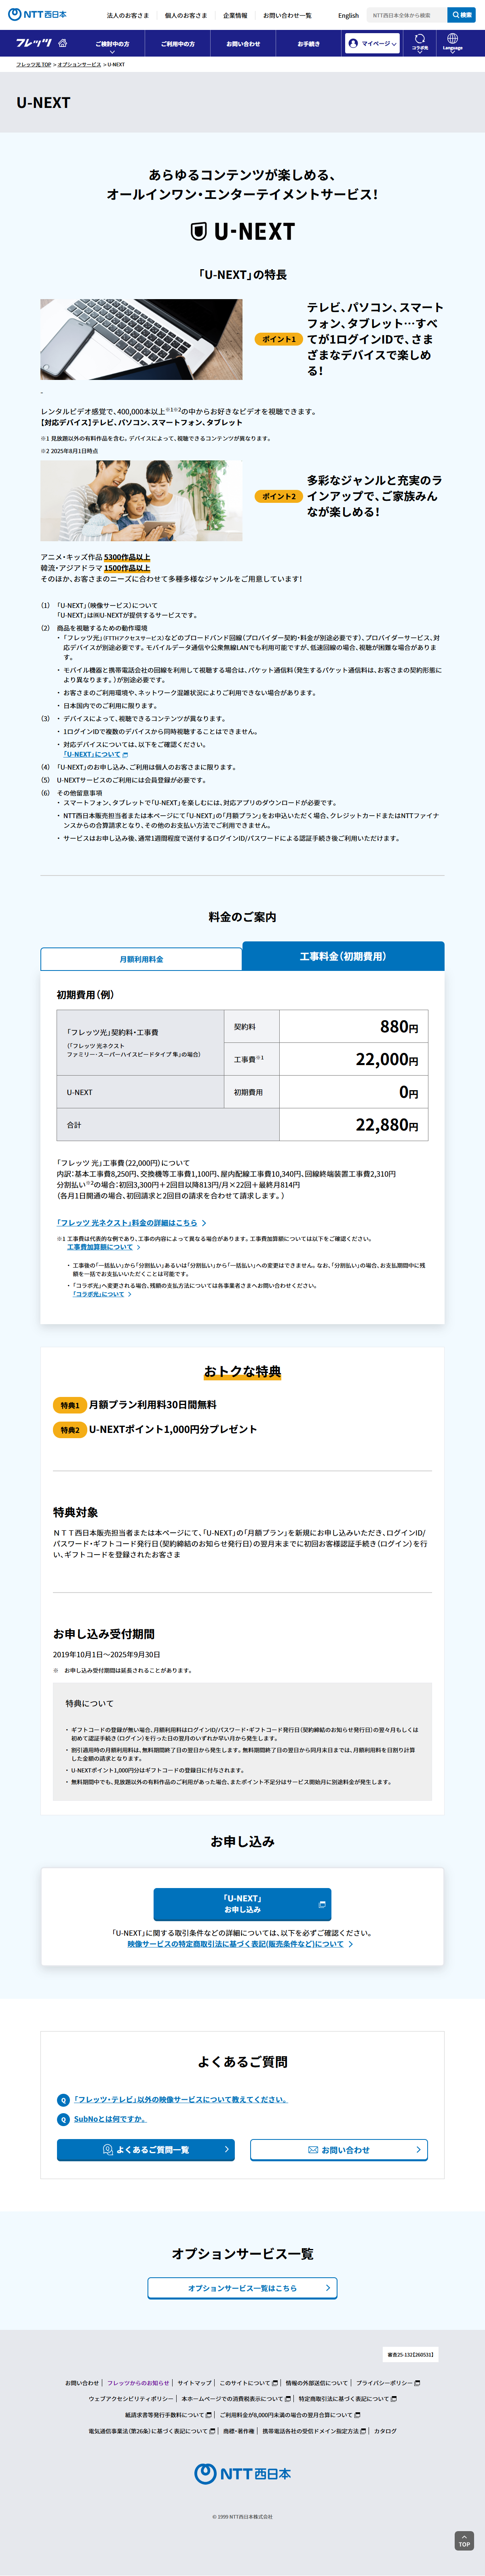 NTT西日本
法人のお客さま
個人のお客さま
企業情報
お問い合わせ一覧
English
NTT西日本全体から検索
検索
フレッツ
ご検討中の方
ご利用中の方
お問い合わせ
お手続き
マイページ
コラボ光
Language
フレッツ光 TOP > オプションサービス > U-NEXT
U-NEXT
あらゆるコンテンツが楽しめる、
オールインワン・エンターテイメントサービス！
U-NEXT
「U-NEXT」の特長
ポイント1
テレビ、パソコン、スマート
フォン、タブレット…すべ
てが1ログインIDで、さま
ざまなデバイスで楽しめ
る！
レンタルビデオ感覚で、400,000本以上※1※2の中からお好きなビデオを視聴できます。
【対応デバイス】テレビ、パソコン、スマートフォン、タブレット
※1 見放題以外の有料作品を含む。デバイスによって、視聴できるコンテンツが異なります。
※2 2025年8月1日時点
ポイント2
多彩なジャンルと充実のラ
インアップで、ご家族みん
なが楽しめる！
アニメ・キッズ作品 5300作品以上
韓流・アジアドラマ 1500作品以上
そのほか、お客さまのニーズに合わせて多種多様なジャンルをご用意しています！
（1） 「U-NEXT」（映像サービス）について
「U-NEXT」は㈱U-NEXTが提供するサービスです。
（2） 商品を視聴するための動作環境
・「フレッツ光」（FTTHアクセスサービス）などのブロードバンド回線（プロバイダー契約・料金が別途必要です）、プロバイダーサービス、対
応デバイスが別途必要です。モバイルデータ通信や公衆無線LANでも利用可能ですが、低速回線の場合、視聴が困難な場合がありま
す。
・ モバイル機器と携帯電話会社の回線を利用して視聴する場合は、パケット通信料（発生するパケット通信料は、お客さまの契約形態に
より異なります。）が別途必要です。
・ お客さまのご利用環境や、ネットワーク混雑状況によりご利用できない場合があります。
・ 日本国内でのご利用に限ります。
（3） ・ デバイスによって、視聴できるコンテンツが異なります。
・ 1ログインIDで複数のデバイスから同時視聴することはできません。
・ 対応デバイスについては、以下をご確認ください。
「U-NEXT」について
（4） 「U-NEXT」のお申し込み、ご利用は個人のお客さまに限ります。
（5） U-NEXTサービスのご利用には会員登録が必要です。
（6） その他留意事項
・ スマートフォン、タブレットで「U-NEXT」を楽しむには、対応アプリのダウンロードが必要です。
・ NTT西日本販売担当者または本ページにて「U-NEXT」の「月額プラン」をお申込いただく場合、クレジットカードまたはNTTファイナ
ンスからの合算請求となり、その他のお支払い方法でご利用できません。
・ サービスはお申し込み後、通常1週間程度で送付するログインID/パスワードによる認証手続き後ご利用いただけます。
料金のご案内
月額利用料金
工事料金（初期費用）
初期費用（例）
「フレッツ光」契約料・工事費
（「フレッツ 光ネクスト
ファミリー･スーパーハイスピードタイプ 隼」の場合）
契約料
880円
工事費※1
22,000円
U-NEXT
初期費用
0円
合計
22,880円
「フレッツ 光」工事費（22,000円）について
内訳：基本工事費8,250円、交換機等工事費1,100円、屋内配線工事費10,340円、回線終端装置工事費2,310円
分割払い※2の場合：初回3,300円＋2回目以降813円/月×22回＋最終月814円
（各月1日開通の場合、初回請求と2回目の請求を合わせて請求します。）
「フレッツ 光ネクスト」料金の詳細はこちら
※1 工事費は代表的な例であり、工事の内容によって異なる場合があります。工事費加算額については以下をご確認ください。
工事費加算額について
・ 工事後の「一括払い」から「分割払い」あるいは「分割払い」から「一括払い」への変更はできません。なお、「分割払い」の場合、お支払期間中に残
額を一括でお支払いいただくことは可能です。
・ 「コラボ光」へ変更される場合、残額の支払方法については各事業者さまへお問い合わせください。
「コラボ光」について
おトクな特典
特典1 月額プラン利用料30日間無料
特典2 U-NEXTポイント1,000円分プレゼント
特典対象
ＮＴＴ西日本販売担当者または本ページにて、「U-NEXT」の「月額プラン」を新規にお申し込みいただき、ログインID/
パスワード・ギフトコード発行日（契約締結のお知らせ発行日）の翌月末までに初回お客様認証手続き（ログイン）を行
い、ギフトコードを登録されたお客さま
お申し込み受付期間
2019年10月1日～2025年9月30日
※ お申し込み受付期間は延長されることがあります。
特典について
・ ギフトコードの登録が無い場合、月額利用料はログインID/パスワード・ギフトコード発行日（契約締結のお知らせ発行日）の翌々月もしくは
初めて認証手続き（ログイン）を行った日の翌月のいずれか早い月から発生します。
・ 割引適用時の月額利用料は、無料期間終了日の翌日から発生します。無料期間終了日の翌日から同月末日までは、月額利用料を日割り計算
した金額の請求となります。
・ U-NEXTポイント1,000円分はギフトコードの登録日に付与されます。
・ 無料期間中でも、見放題以外の有料作品のご利用があった場合、またポイント不足分はサービス開始月に別途料金が発生します。
お申し込み
「U-NEXT」
お申し込み
「U-NEXT」に関する取引条件などの詳細については、以下を必ずご確認ください。
映像サービスの特定商取引法に基づく表記（販売条件など）について
よくあるご質問
Q 「フレッツ・テレビ」以外の映像サービスについて教えてください。
Q SubNoとは何ですか。
よくあるご質問一覧
お問い合わせ
オプションサービス一覧
オプションサービス一覧はこちら
審査25-132【260531】
お問い合わせ フレッツ光からのお知らせ サイトマップ このサイトについて 情報の外部送信について プライバシーポリシー
ウェブアクセシビリティポリシー 本ホームページでの消費税表示について 特定商取引法に基づく表記について
紙請求書等発行手数料について ご利用料金が8,000円未満の場合の翌月合算について
電気通信事業法（第26条）に基づく表記について 商標・著作権 携帯電話各社の受信ドメイン指定方法 カタログ
NTT西日本
© 1999 NTT西日本株式会社
TOP